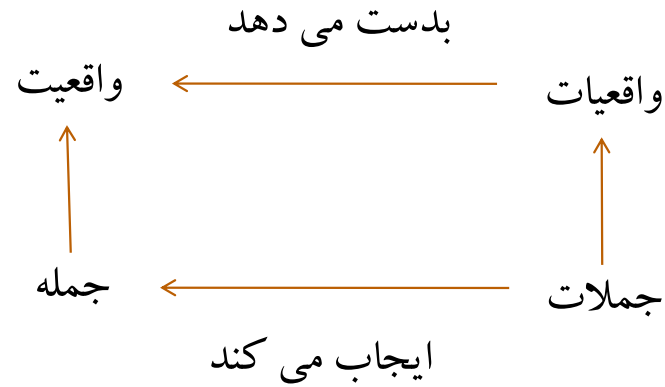 بدست می دهد
واقعیات
واقعیت
جملات
جمله
ایجاب می کند